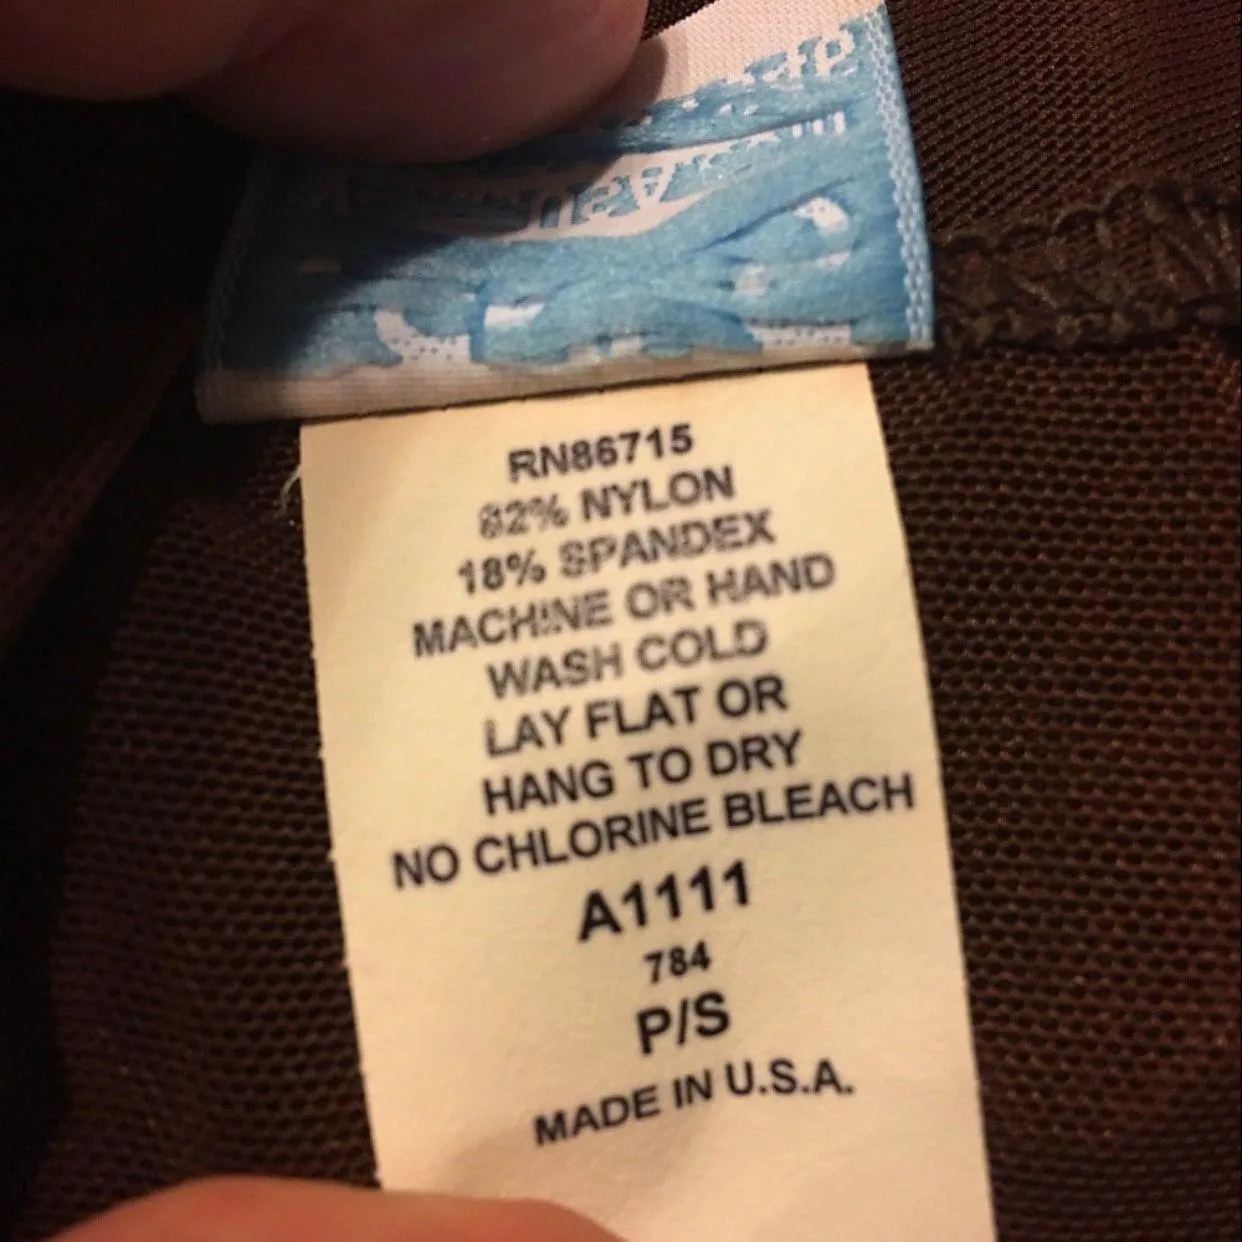 RN86715
82% NYLON
18% SPANDEX
MACHINE OR HAND
WASH COLD
LAY FLAT OR
HANG TO DRY
NO CHLORINE BLEACH
A1111
784
P/S
MADE IN U.S.A.